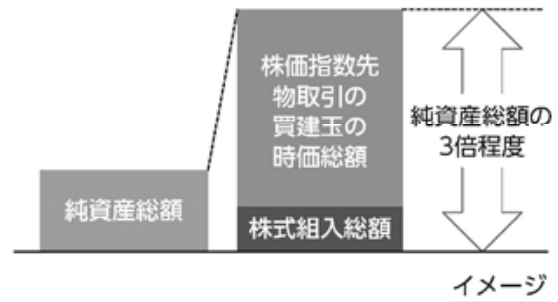 株価指数先
物取引の
買建玉の
時価総額
純資産総額の
3倍程度
純資産総額
株式組入総額
イメージ